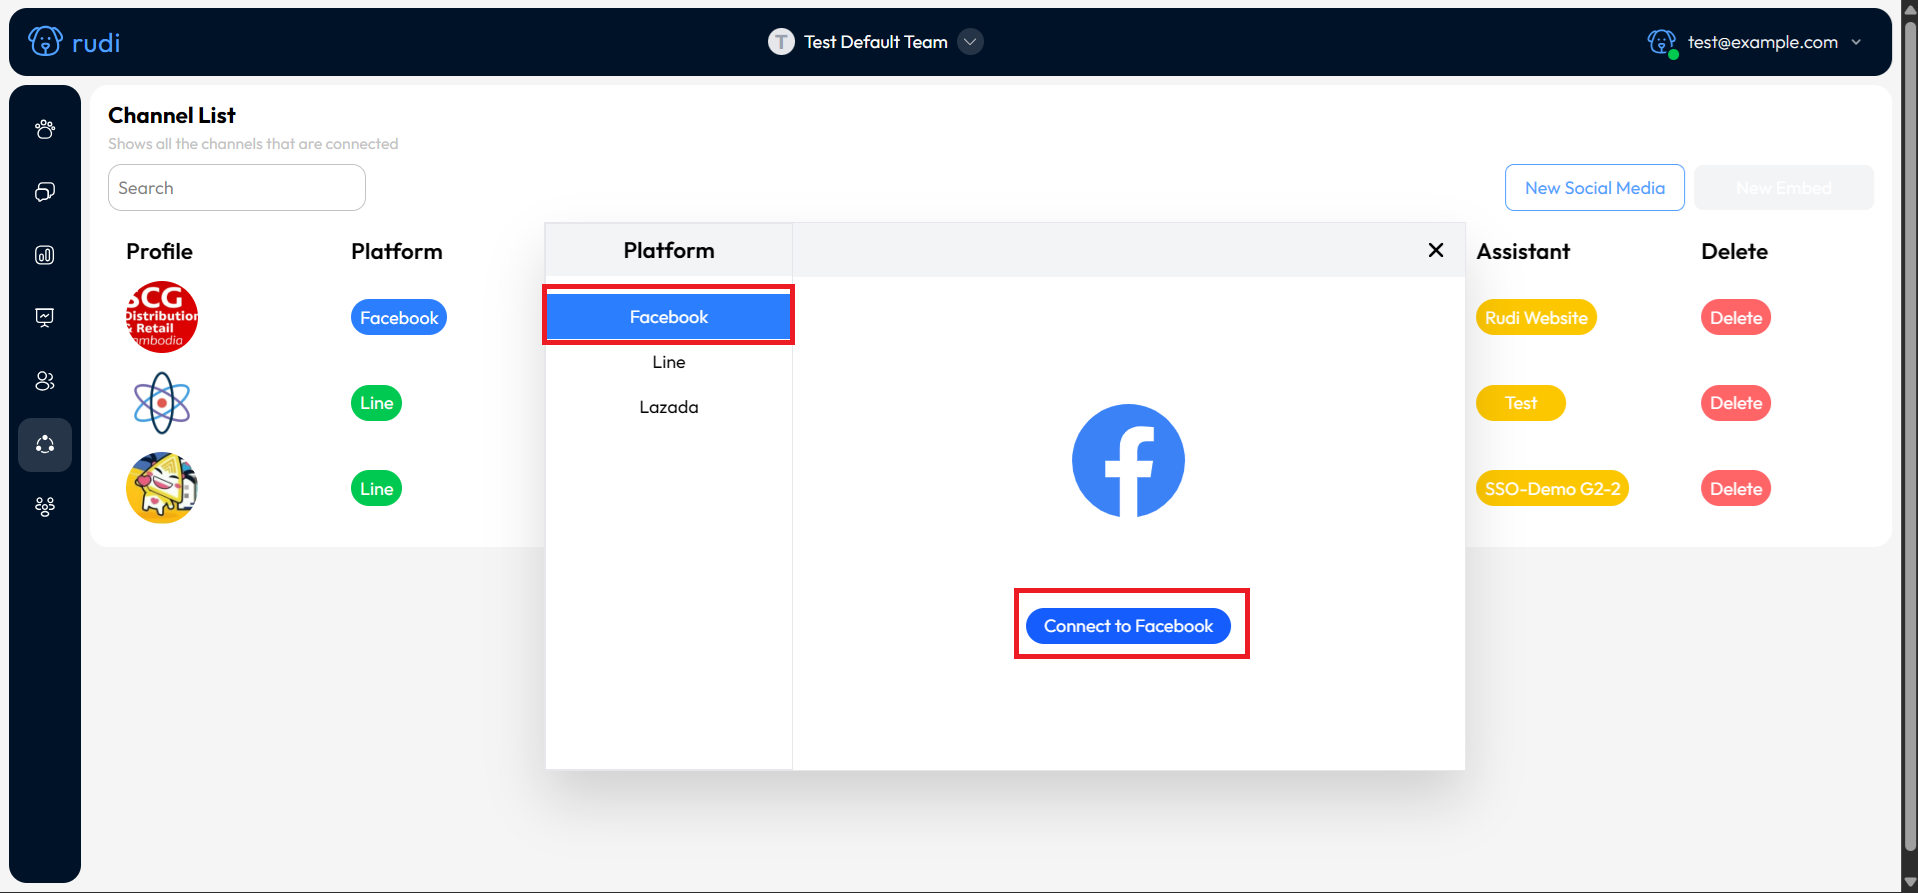 rudi
T Test Default Team
test@example.com
Channel List
Shows all the channels that are connected
Search
New Social Media
New Embed
Profile
Platform
Platform
Assistant
Delete
SCG
Distribution
& Retail
ambodia
Facebook
Facebook
Rudi Website
Delete
Line
Line
Test
Delete
Lazada
Line
SSO-Demo G2-2
Delete
Connect to Facebook